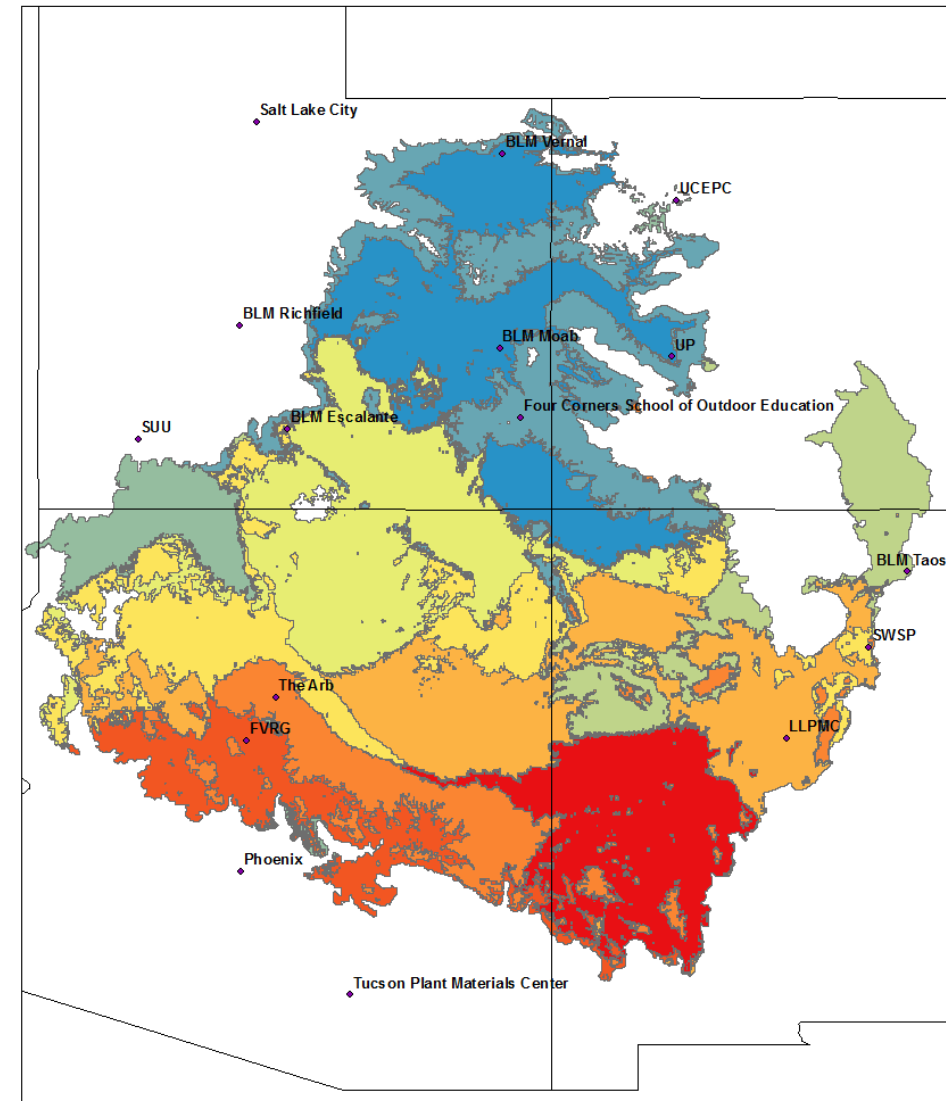 Salt Lake City
BLM Vernal
UCEPC
BLM Richfield
BLM Moab
UP
Four Corners School of Outdoor Education
BLM Escalante
SUU
BLM Taos
SWSP
The Arb
FVRG
LLPMC
Phoenix
Tucson Plant Materials Center